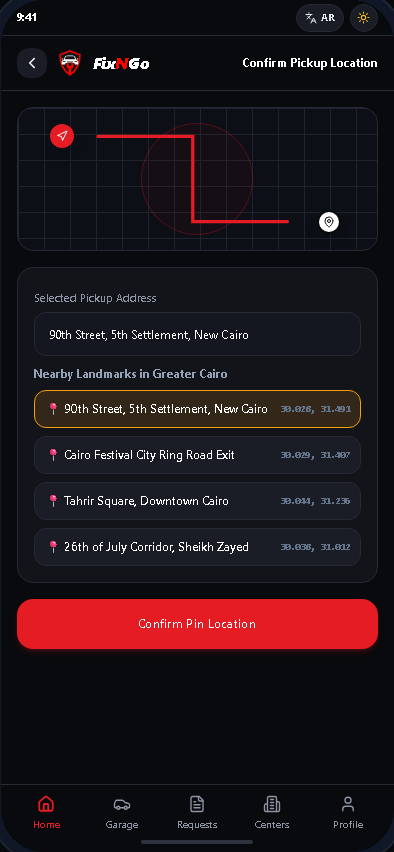 9:41
AR
FixNGo
Confirm Pickup Location
Selected Pickup Address
90th Street, 5th Settlement, New Cairo
Nearby Landmarks in Greater Cairo
90th Street, 5th Settlement, New Cairo 30.028, 31.491
Cairo Festival City Ring Road Exit 30.029, 31.407
Tahrir Square, Downtown Cairo 30.044, 31.236
26th of July Corridor, Sheikh Zayed 30.038, 31.012
Confirm Pin Location
Home
Garage
Requests
Centers
Profile